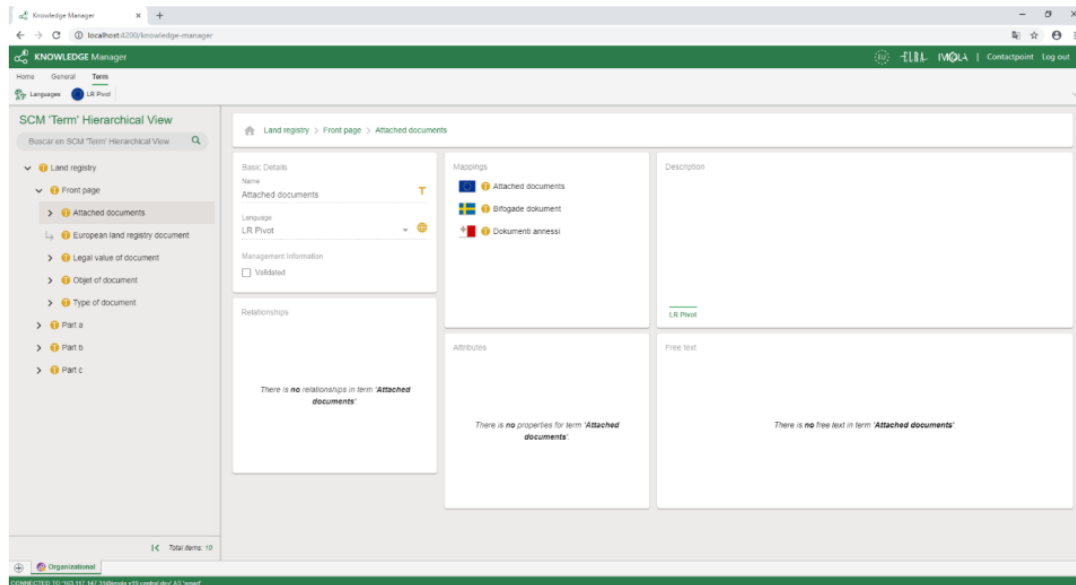 Knowledge Manager
localhost:4200/knowledge-manager
KNOWLEDGE Manager
ELRA IMOLA | Contactpoint Log out
Home General Term
Languages LR Pivot
SCM 'Term' Hierarchical View
Buscar en SCM 'Term' Hierarchical View
Land registry
Front page
Attached documents
European land registry document
Legal value of document
Objet of document
Type of document
Part a
Part b
Part c
Total items: 10
Land registry > Front page > Attached documents
Basic Details
Name
Attached documents
Language
LR Pivot
Management Information
Validated
Relationships
There is no relationships in term 'Attached
documents'.
Mappings
Attached documents
Bifogade dokument
Dokumenti annessi
Attributes
There is no properties for term 'Attached
documents'.
Description
LR Pivot
Free text
There is no free text in term 'Attached documents'.
Organizational
CONNECTED TO